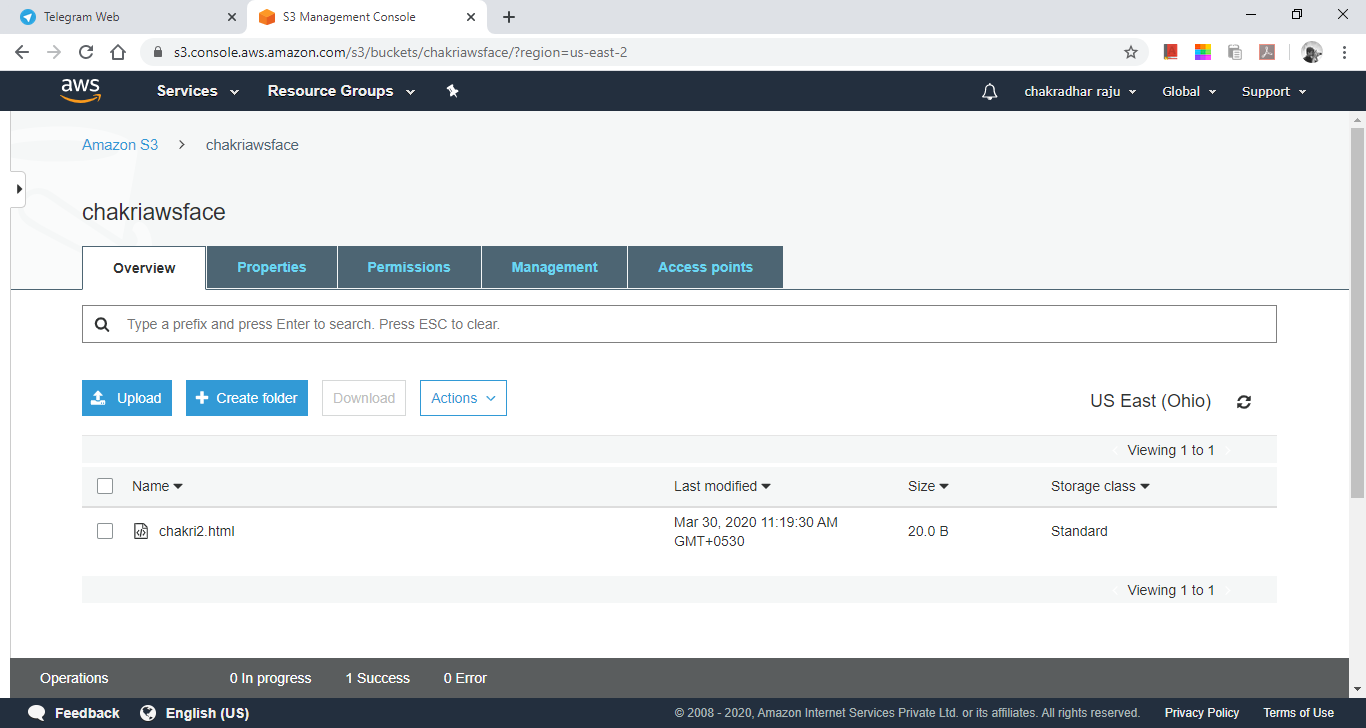 Telegram Web
S3 Management Console
s3.console.aws.amazon.com/s3/buckets/chakriawsface/?region=us-east-2
aws Services Resource Groups chakradhar raju Global Support
Amazon S3 chakriawsface
chakriawsface
Overview Properties Permissions Management Access points
Type a prefix and press Enter to search. Press ESC to clear.
Upload Create folder Download Actions US East (Ohio)
Viewing 1 to 1
Name Last modified Size Storage class
chakri2.html Mar 30, 2020 11:19:30 AM GMT+0530 20.0 B Standard
Viewing 1 to 1
Operations 0 In progress 1 Success 0 Error
Feedback English (US) © 2008 - 2020, Amazon Internet Services Private Ltd. or its affiliates. All rights reserved. Privacy Policy Terms of Use